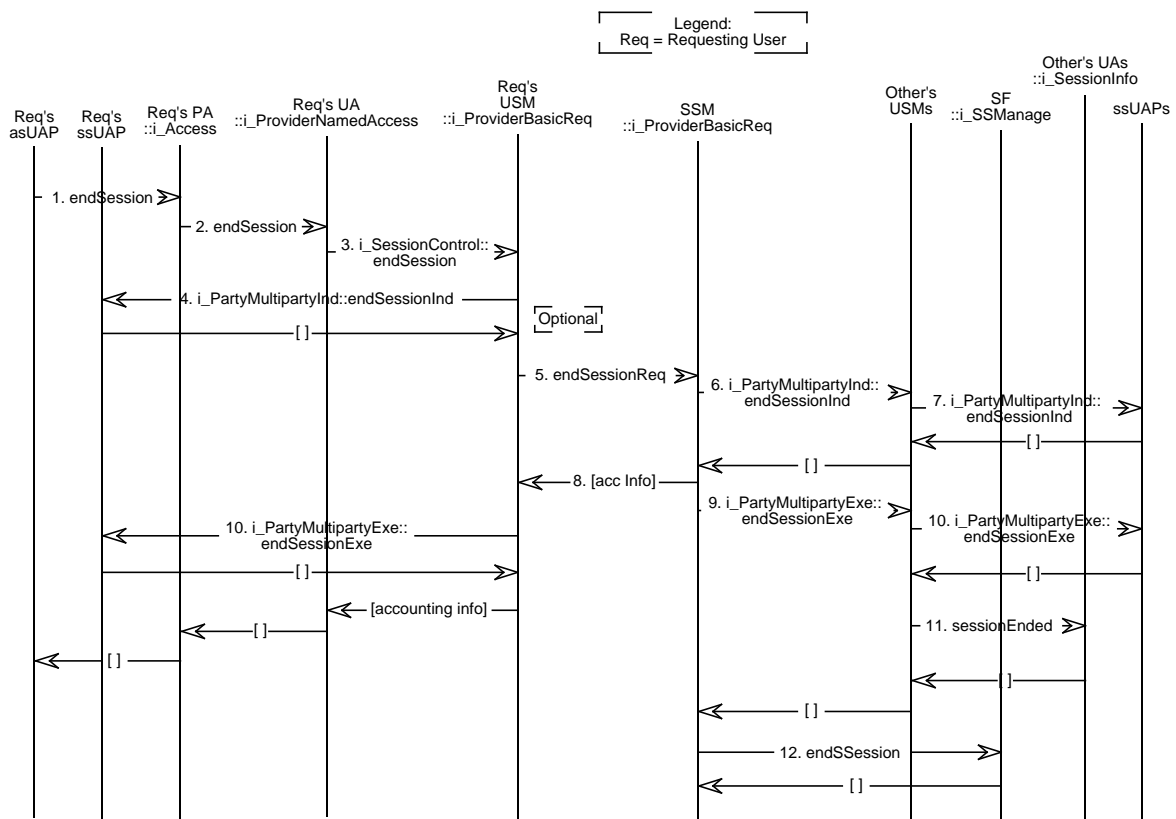 Legend:
Req = Requesting User
Req's
asUAP
Req's
ssUAP
Req's PA
::i_Access
Req's UA
::i_ProviderNamedAccess
Req's
USM
::i_ProviderBasicReq
SSM
::i_ProviderBasicReq
Other's
USMs
SF
::i_SSManage
Other's UAs
::i_SessionInfo
ssUAPs
1. endSession
2. endSession
3. i_SessionControl::
endSession
4. i_PartyMultipartyInd::endSessionInd
Optional
[ ]
5. endSessionReq
6. i_PartyMultipartyInd::
endSessionInd
7. i_PartyMultipartyInd::
endSessionInd
[ ]
[ ]
8. [acc Info]
9. i_PartyMultipartyExe::
endSessionExe
10. i_PartyMultipartyExe::
endSessionExe
10. i_PartyMultipartyExe::
endSessionExe
[ ]
[ ]
[accounting info]
11. sessionEnded
[ ]
[ ]
[ ]
[ ]
12. endSSession
[ ]